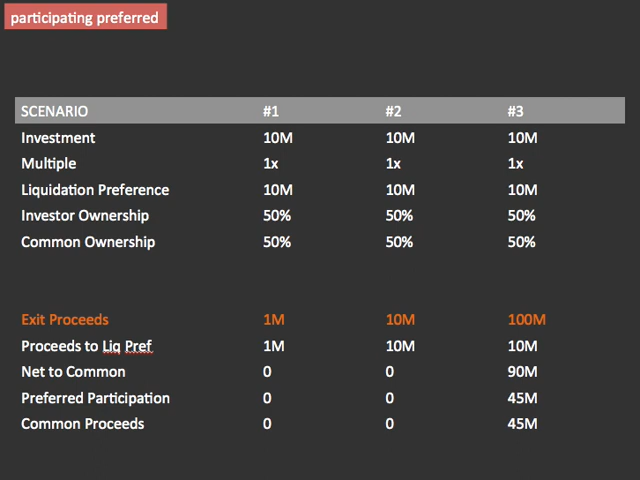 participating preferred
SCENARIO #1 #2 #3
Investment 10M 10M 10M
Multiple 1x 1x 1x
Liquidation Preference 10M 10M 10M
Investor Ownership 50% 50% 50%
Common Ownership 50% 50% 50%
Exit Proceeds 1M 10M 100M
Proceeds to Liq Pref 1M 10M 10M
Net to Common 0 0 90M
Preferred Participation 0 0 45M
Common Proceeds 0 0 45M